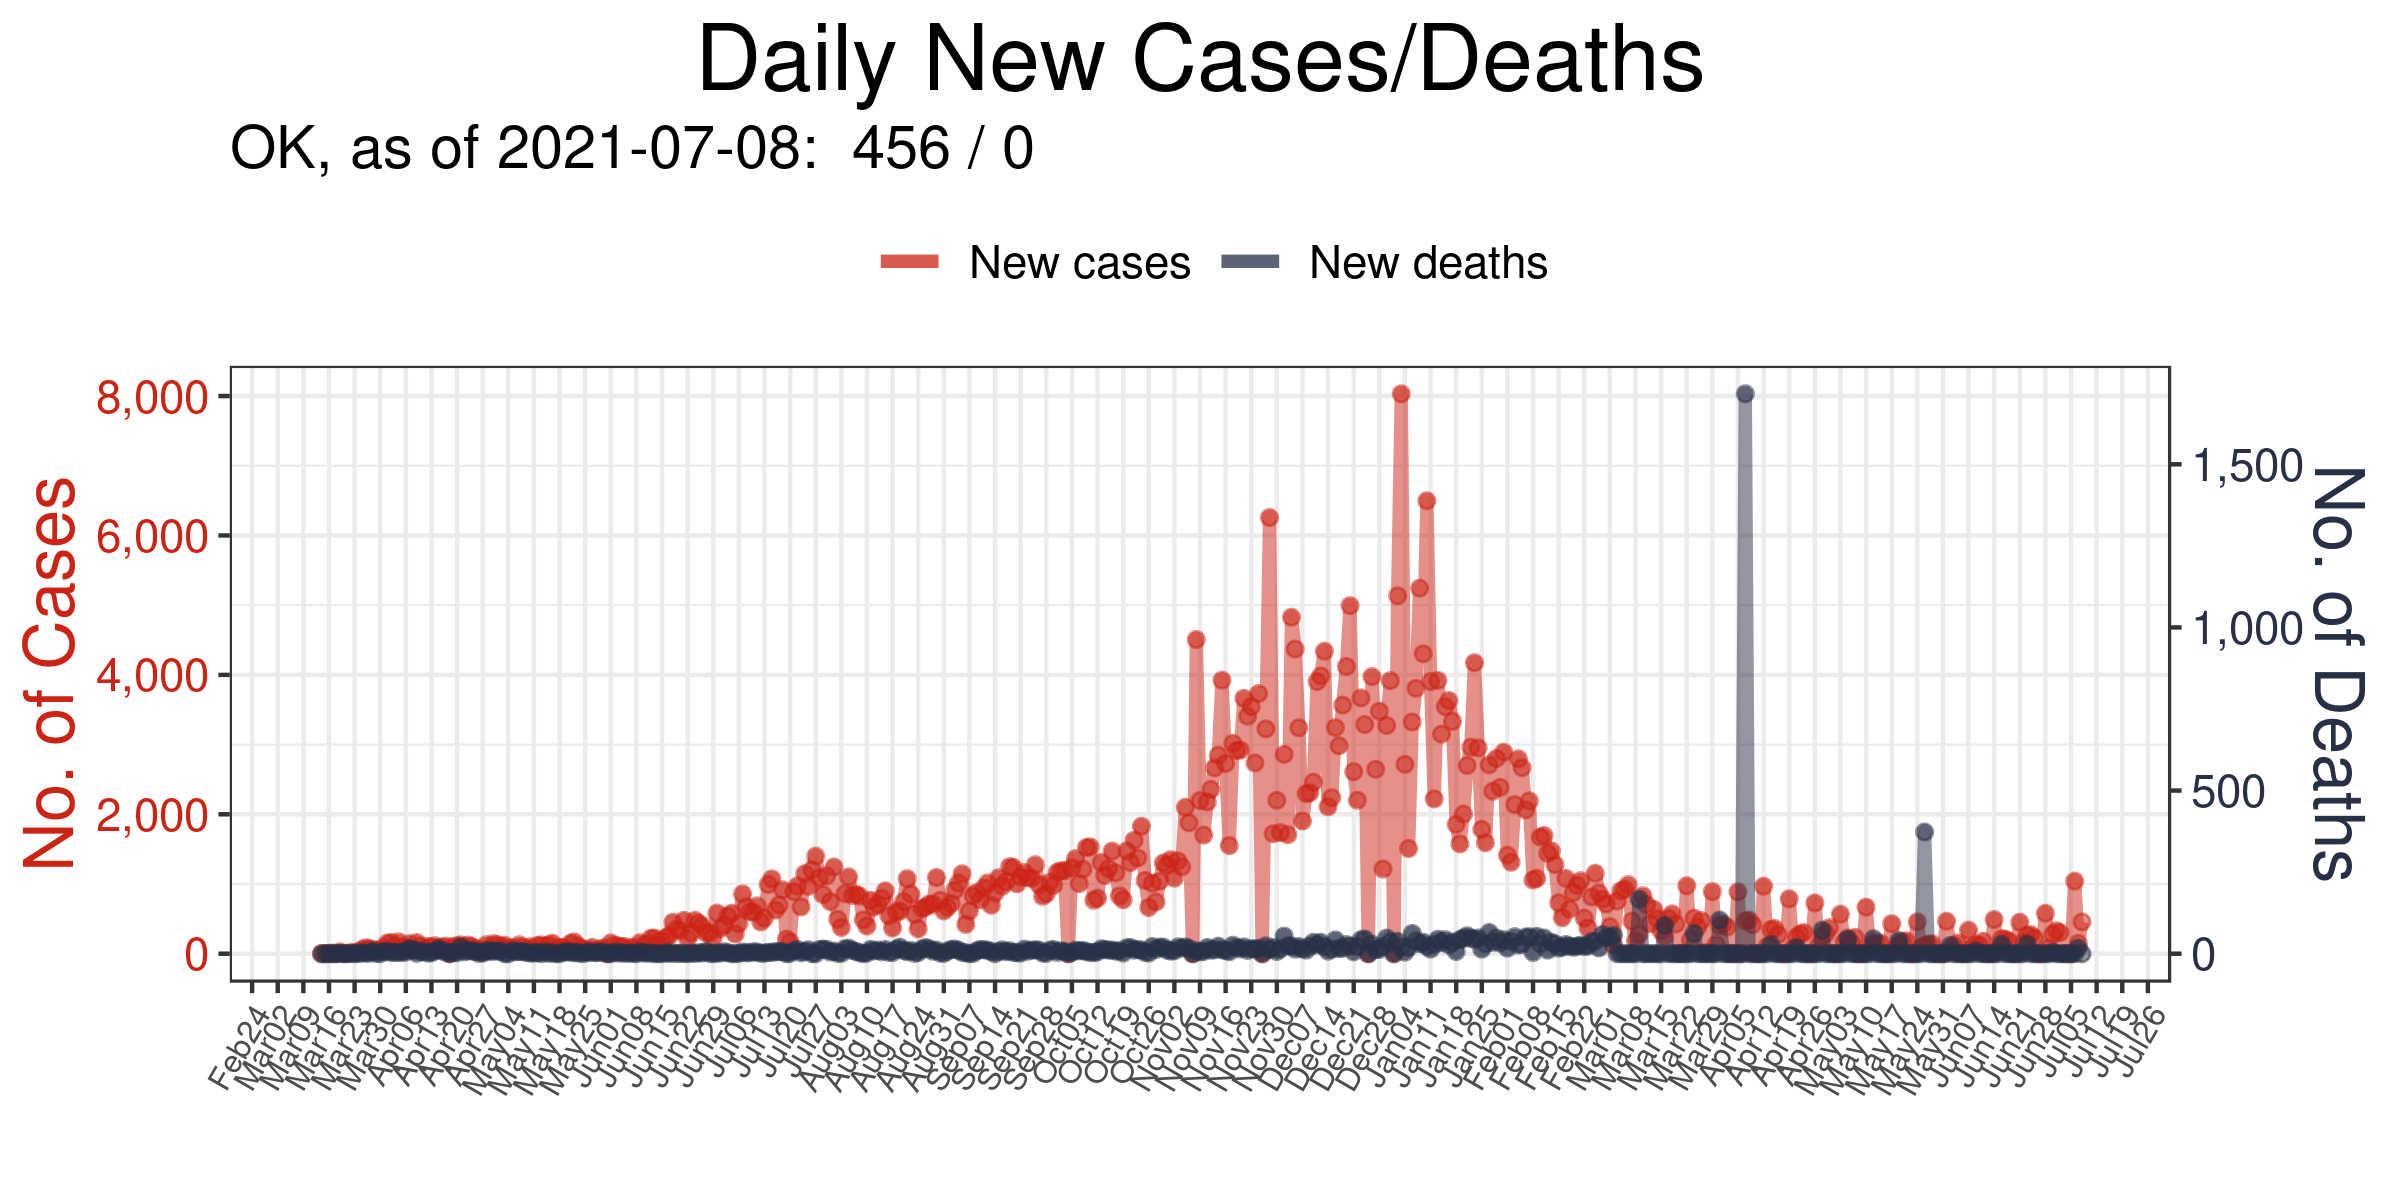 Daily New Cases/Deaths
OK, as of 2021-07-08:  456 / 0
New cases
New deaths
No. of Cases
8,000
6,000
4,000
2,000
0
1,500
1,000
500
0
No. of Deaths
Feb24
Mar02
Mar09
Mar16
Mar23
Mar30
Apr06
Apr13
Apr20
Apr27
May04
May11
May18
May25
Jun01
Jun08
Jun15
Jun22
Jun29
Jul06
Jul13
Jul20
Jul27
Aug03
Aug10
Aug17
Aug24
Aug31
Sep07
Sep14
Sep21
Sep28
Oct05
Oct12
Oct19
Oct26
Nov02
Nov09
Nov16
Nov23
Nov30
Dec07
Dec14
Dec21
Dec28
Jan04
Jan11
Jan18
Jan25
Feb01
Feb08
Feb15
Feb22
Mar01
Mar08
Mar15
Mar22
Mar29
Apr05
Apr12
Apr19
Apr26
May03
May10
May17
May24
May31
Jun07
Jun14
Jun21
Jun28
Jul05
Jul12
Jul19
Jul26